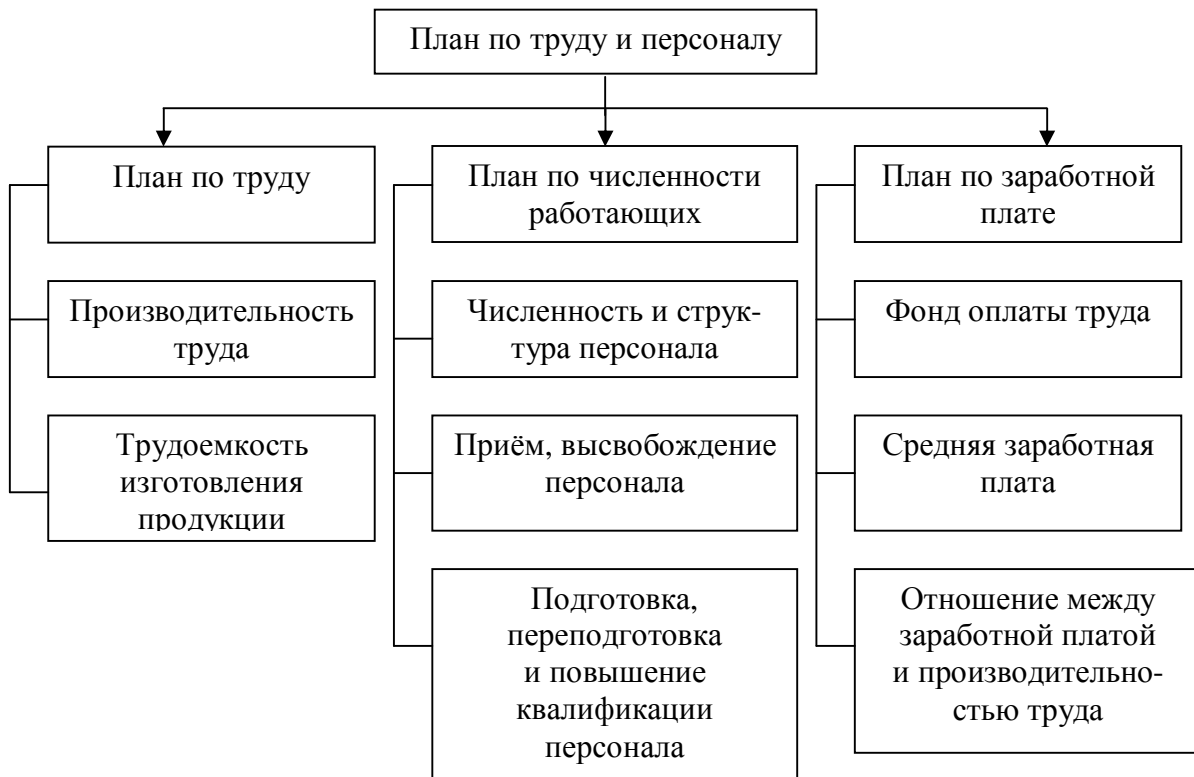 План по труду и персоналу
План по труду
План по численности
работающих
План по заработной
плате
Производительность
труда
Численность и струк-
тура персонала
Фонд оплаты труда
Трудоемкость
изготовления
продукции
Приём, высвобождение
персонала
Средняя заработная
плата
Подготовка,
переподготовка
и повышение
квалификации
персонала
Отношение между
заработной платой
и производительно-
стью труда